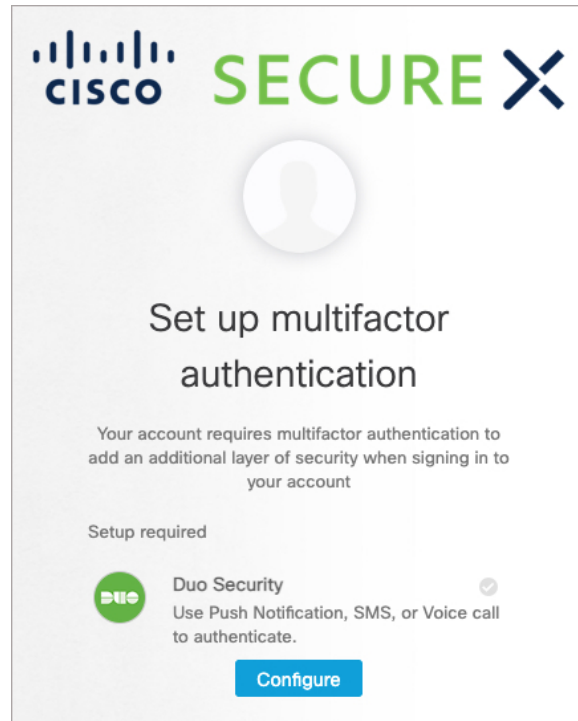 CISCO SECURE X
Set up multifactor
authentication
Your account requires multifactor authentication to
add an additional layer of security when signing in to
your account
Setup required
DUO
Duo Security
Use Push Notification, SMS, or Voice call
to authenticate.
Configure